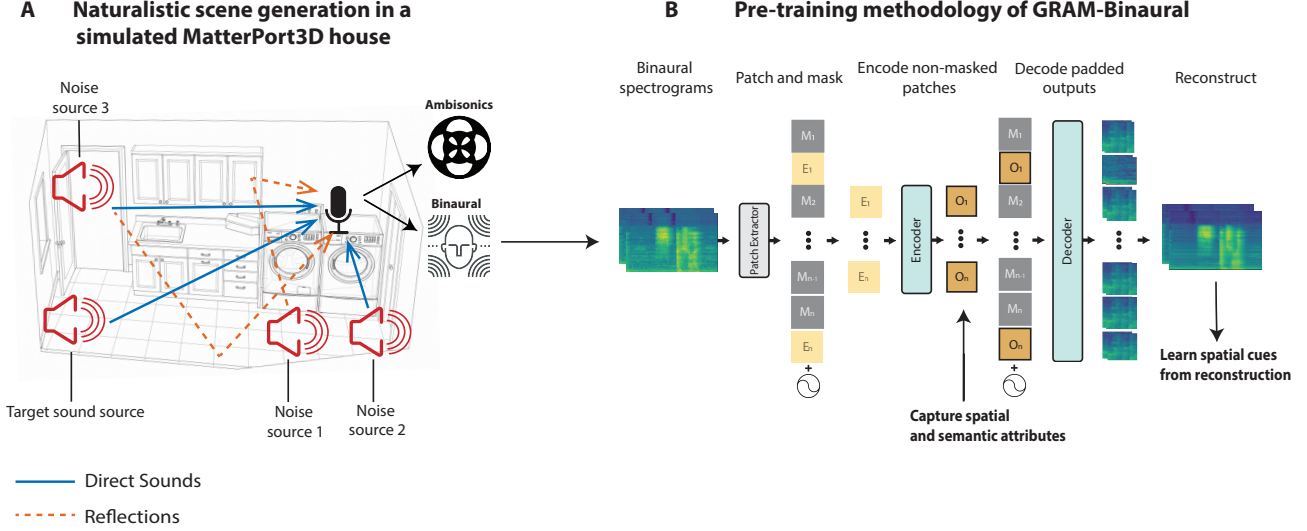 A Naturalistic scene generation in a
simulated MatterPort3D house
Noise
source 3
Ambisonics
Binaural
Target sound source
Noise
source 1
Noise
source 2
Direct Sounds
Reflections
B Pre-training methodology of GRAM-Binaural
Binaural
spectrograms
Patch and mask
Encode non-masked
patches
Decode padded
outputs
Reconstruct
Patch Extractor
M1
E1
M2
Mn-1
Mn
En
+
E1
En
Encoder
O1
On
M1
O1
M2
Mn-1
Mn
On
+
Decoder
Capture spatial
and semantic attributes
Learn spatial cues
from reconstruction